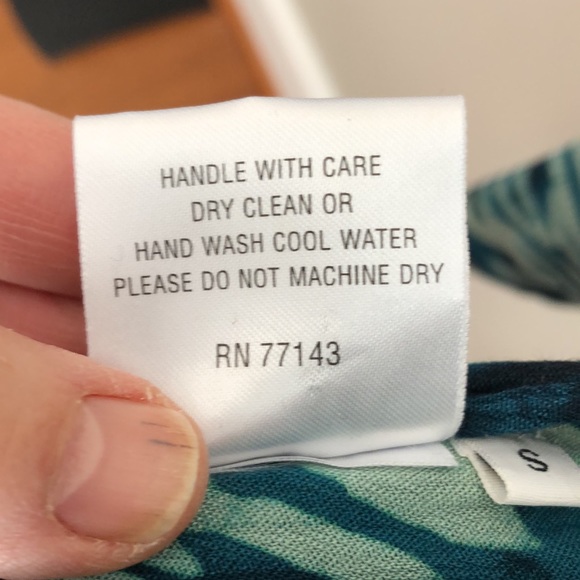 HANDLE WITH CARE
DRY CLEAN OR
HAND WASH COOL WATER
PLEASE DO NOT MACHINE DRY
RN 77143
S